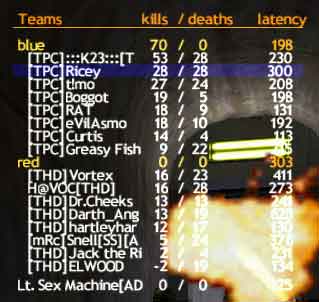 Teams kills / deaths latency
blue 70 / 0 198
[TPC]:::K23:::[T 53 / 28 230
[TPC]Ricey 28 / 28 300
[TPC]t!mo 27 / 24 208
[TPC]Boggot 19 / 5 198
[TPC]RAT 18 / 9 131
[TPC]eVilAsmo 18 / 10 192
[TPC]Curtis 14 / 4 113
[TPC]Greasy Fish 9 / 22
red 0 / 0 303
[THD]Vortex 16 / 23 411
H@VOC[THD] 16 / 28 273
[THD]Dr.Cheeks 13 / 13 241
[THD]Darth_Ang 13 / 19
[THD]hartleyhar 12 / 17 130
[mRc]Snell[SS][A 5 / 24 376
[THD]Jack the Ri 2 / 4 231
[THD]ELWOOD -2 / 19 134
Lt. Sex Machine[AD 0 / 0